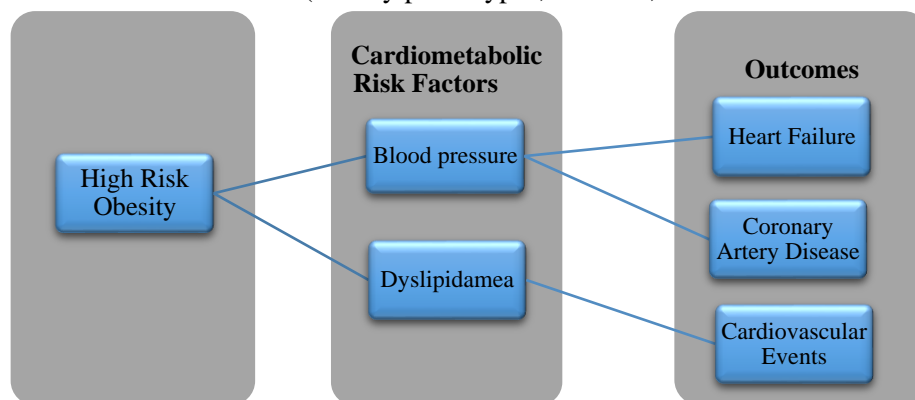 High Risk
Obesity
Cardiometabolic
Risk Factors
Blood pressure
Dyslipidamea
Outcomes
Heart Failure
Coronary
Artery Disease
Cardiovascular
Events